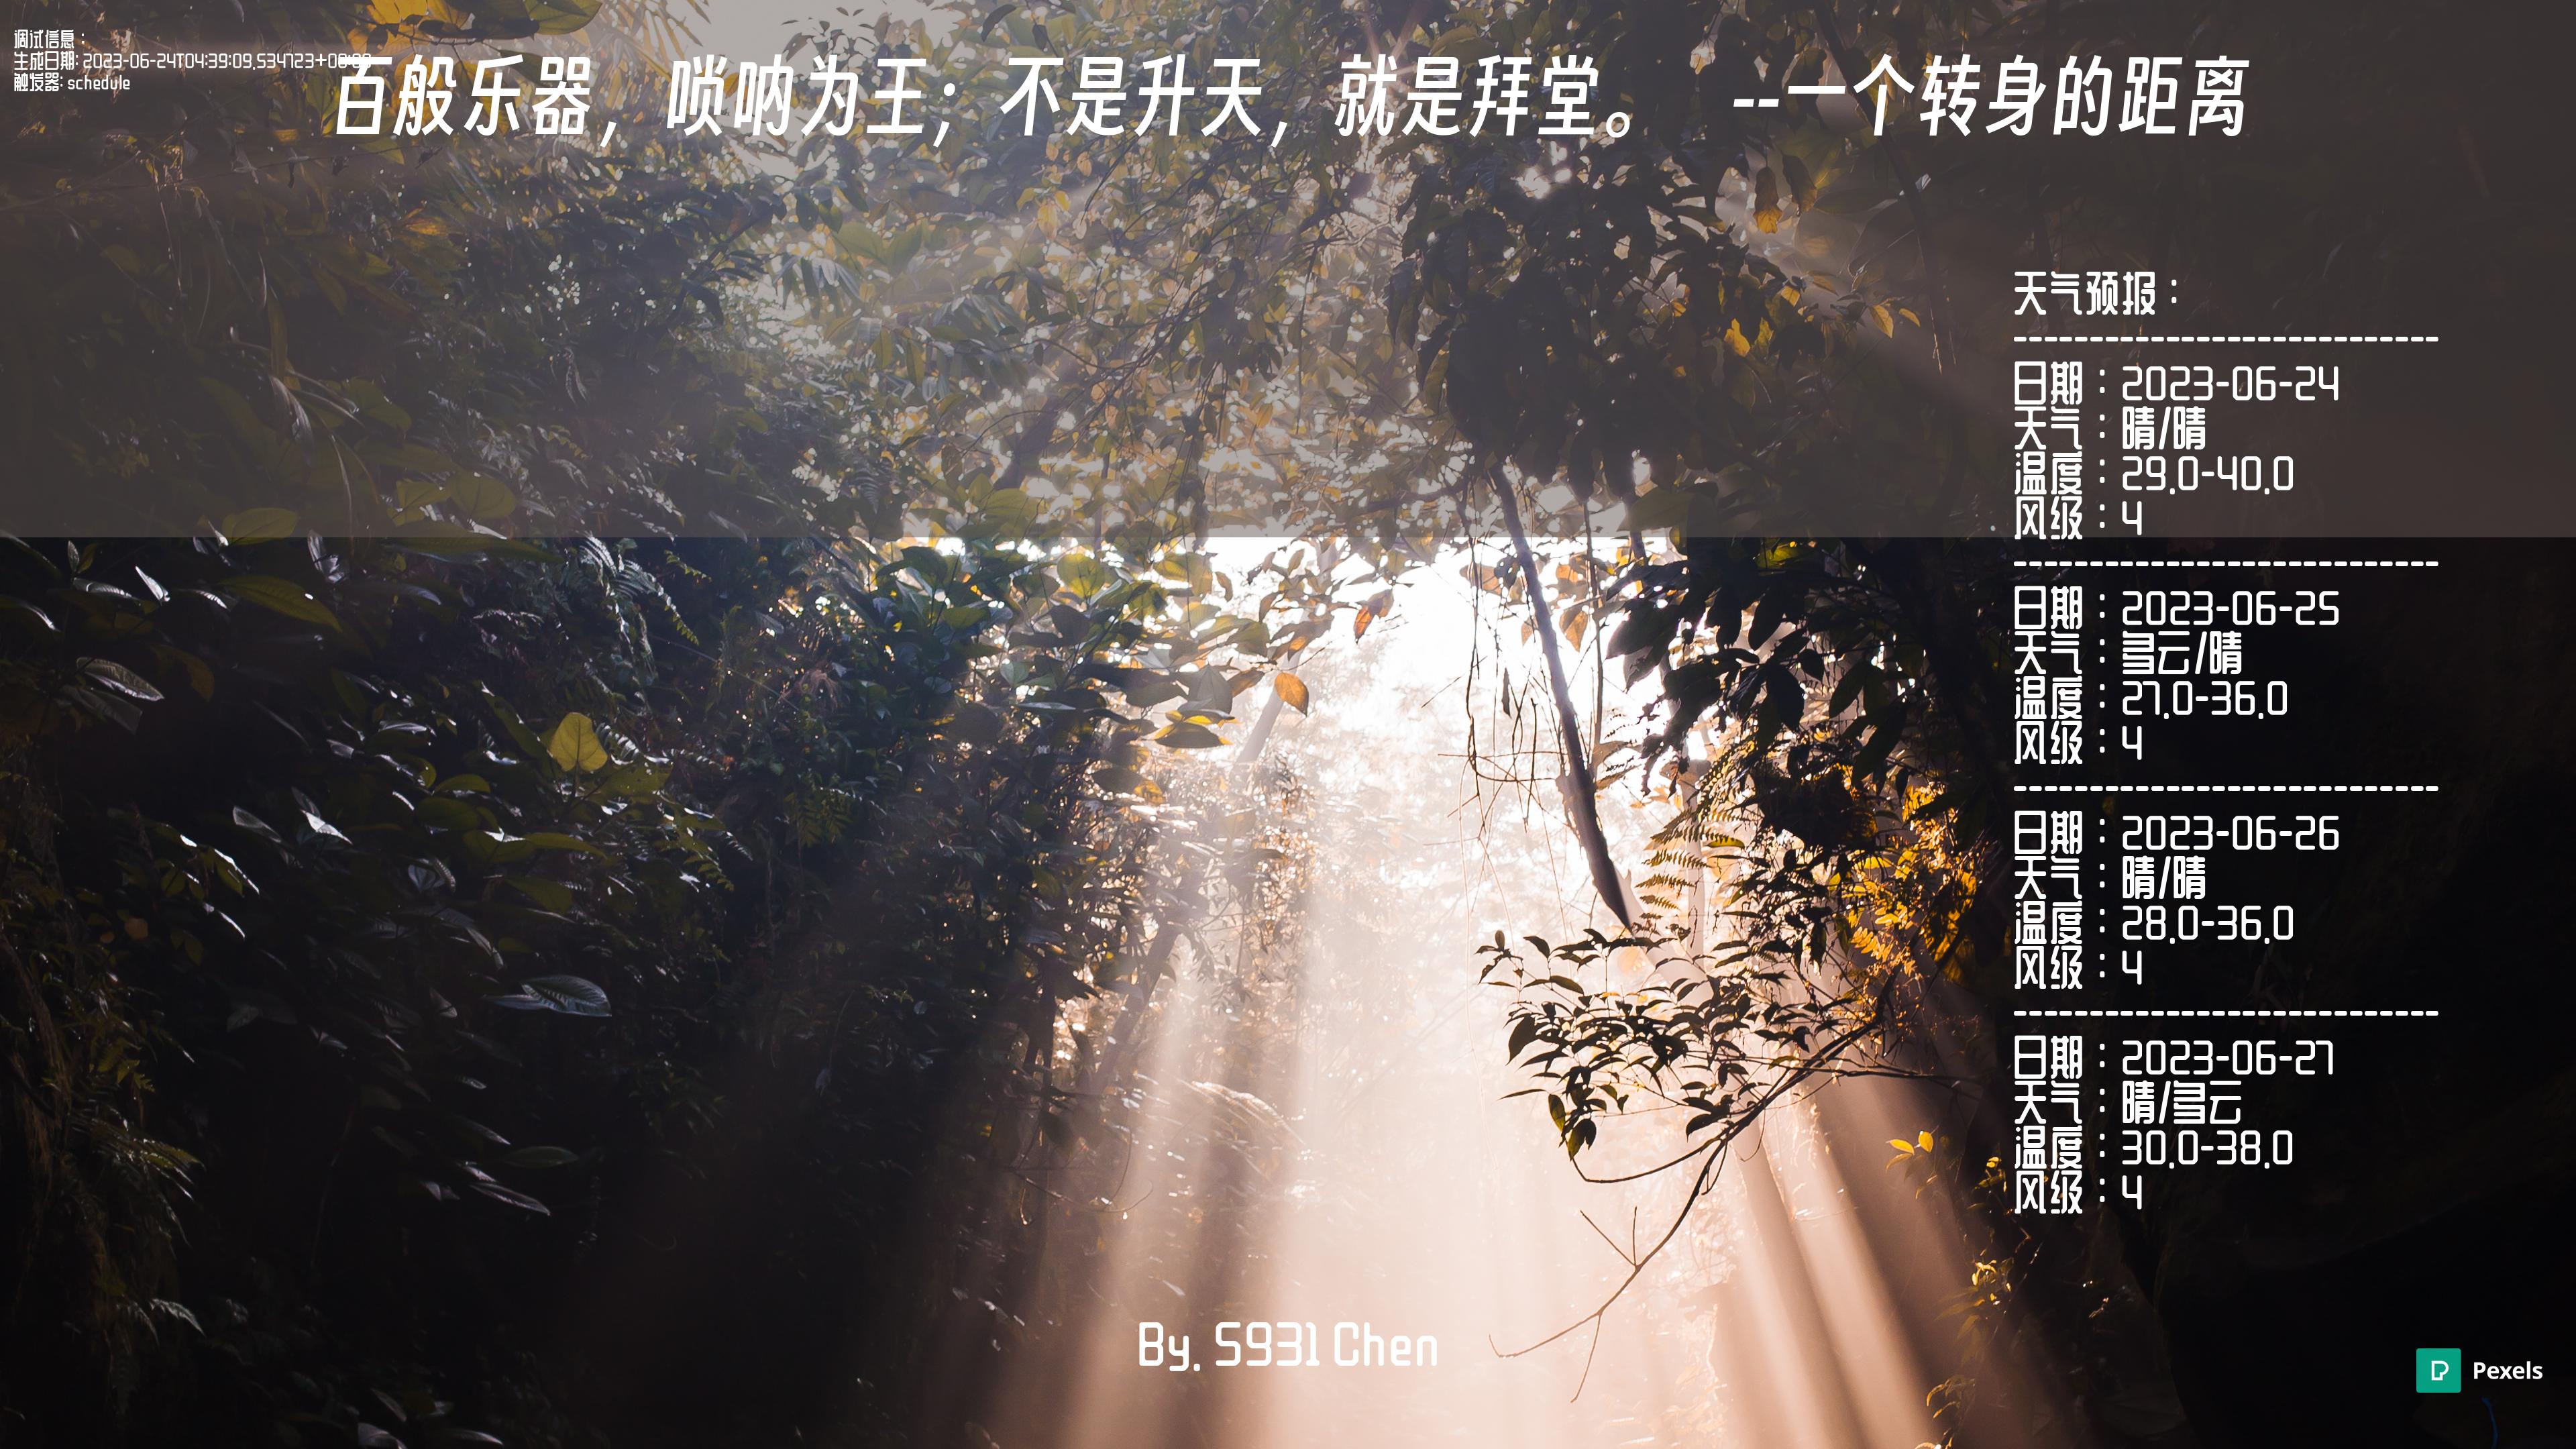 调试信息：
生成日期: 2023-06-24T04:39:09.534723+08:00
触发器: schedule
百般乐器，唢呐为王；不是升天，就是拜堂。 --一个转身的距离
天气预报：
----------------------------
日期：2023-06-24
天气：晴/晴
温度：29.0-40.0
风级：4
----------------------------
日期：2023-06-25
天气：多云/晴
温度：27.0-36.0
风级：4
----------------------------
日期：2023-06-26
天气：晴/晴
温度：28.0-36.0
风级：4
----------------------------
日期：2023-06-27
天气：晴/多云
温度：30.0-38.0
风级：4
By. S931 Chen
Pexels